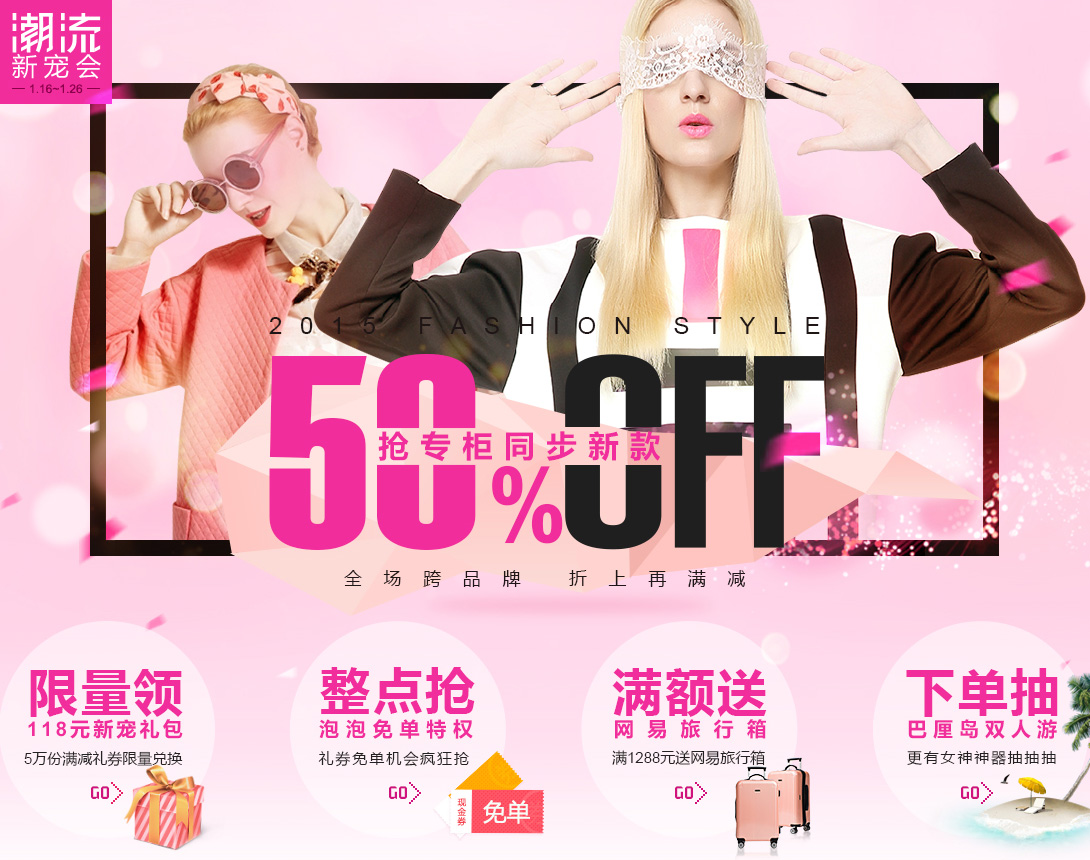 潮流
新宠会
1.16~1.26
2015 FASHION STYLE
50%OFF
抢专柜同步新款
全场跨品牌 折上再满减
限量领
118元新宠礼包
5万份满减礼券限量兑换
GO
整点抢
泡泡免单特权
礼券免单机会疯狂抢
GO
现金券
免单
满额送
网易旅行箱
满1288元送网易旅行箱
GO
下单抽
巴厘岛双人游
更有女神神器抽抽抽
GO